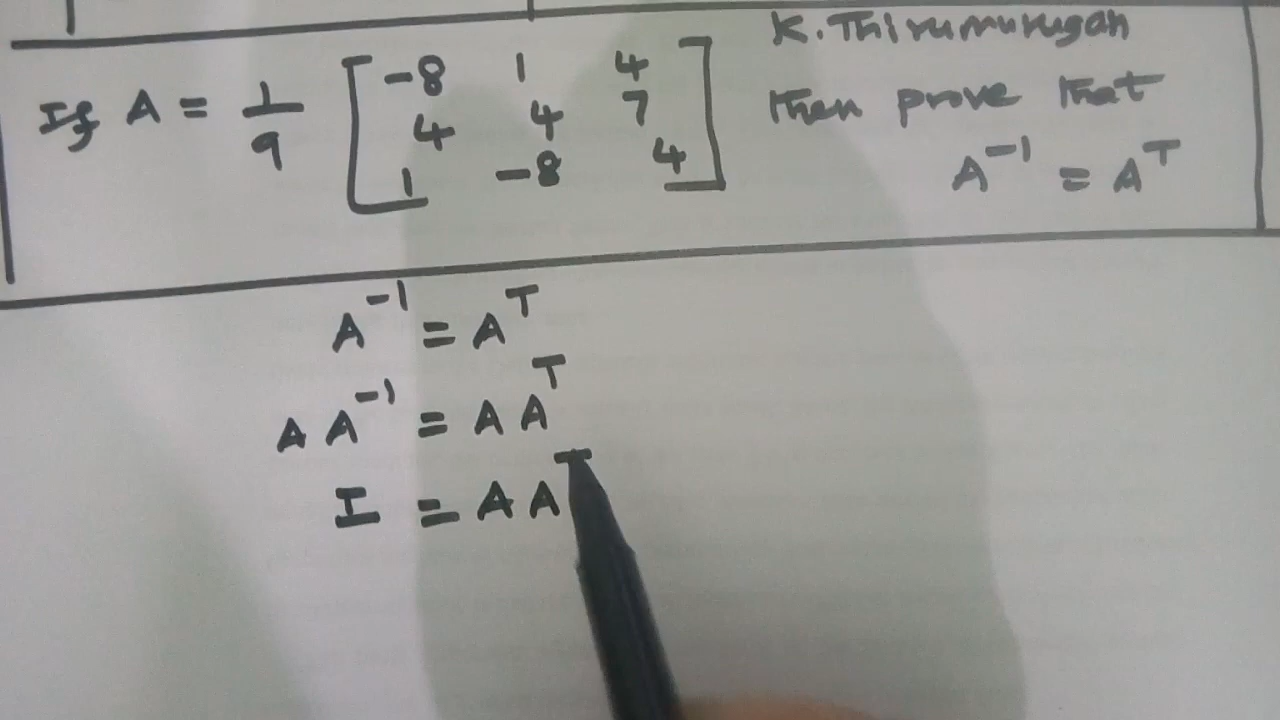 K. Thirumurugan
If A = 1/9 [ -8 1 4
4 4 7
1 -8 4 ] then prove that
A⁻¹ = Aᵀ
A⁻¹ = Aᵀ
A A⁻¹ = A Aᵀ
I = A Aᵀ